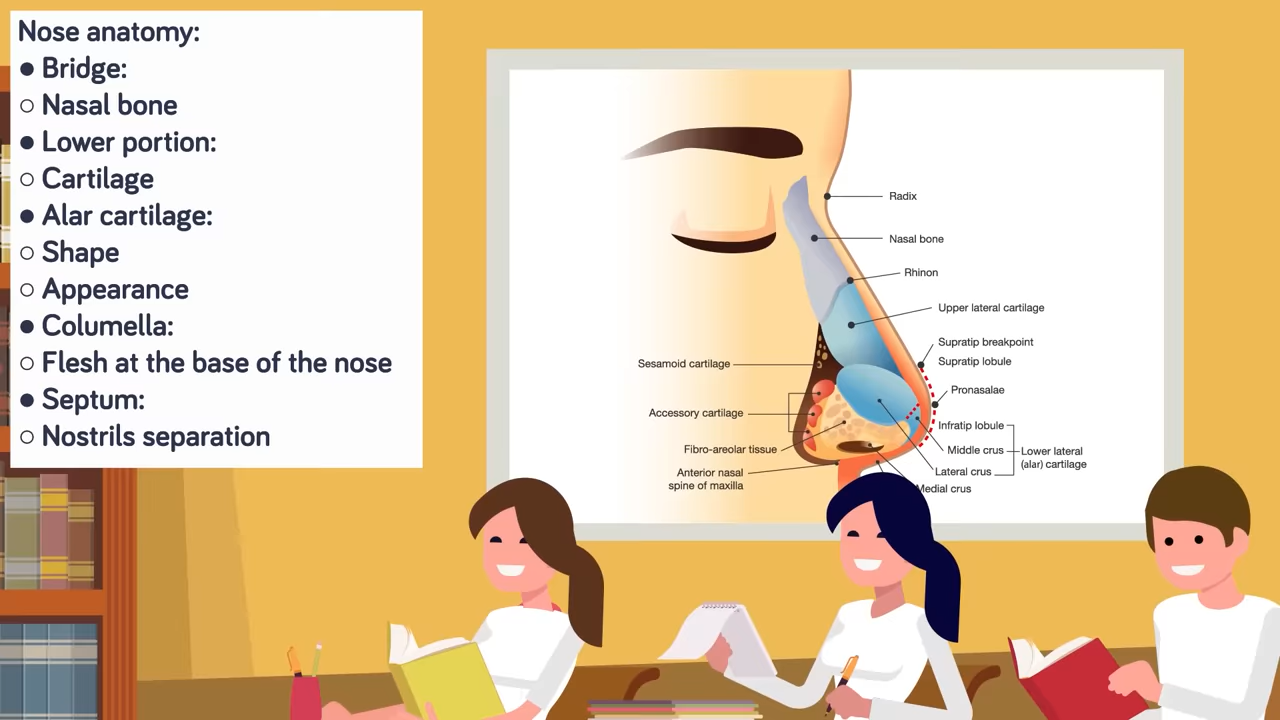 Nose anatomy:
● Bridge:
○ Nasal bone
● Lower portion:
○ Cartilage
● Alar cartilage:
○ Shape
○ Appearance
● Columella:
○ Flesh at the base of the nose
● Septum:
○ Nostrils separation
Radix
Nasal bone
Rhinon
Upper lateral cartilage
Supratip breakpoint
Supratip lobule
Pronasalae
Infratip lobule
Middle crus
Lower lateral
(alar) cartilage
Lateral crus
Medial crus
Sesamoid cartilage
Accessory cartilage
Fibro-areolar tissue
Anterior nasal
spine of maxilla